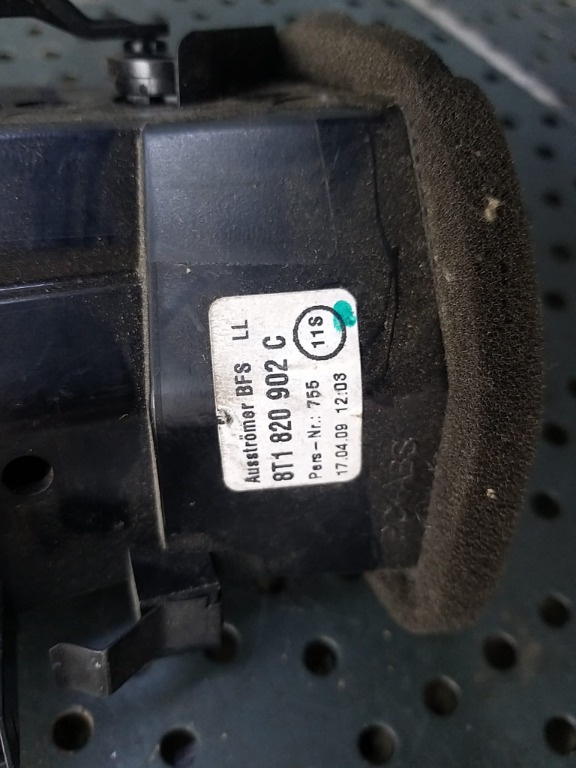 Ausströmer BFS LL
8T1 820 902 C
Pers-Nr.: 755 11S
17.04.09 12:03